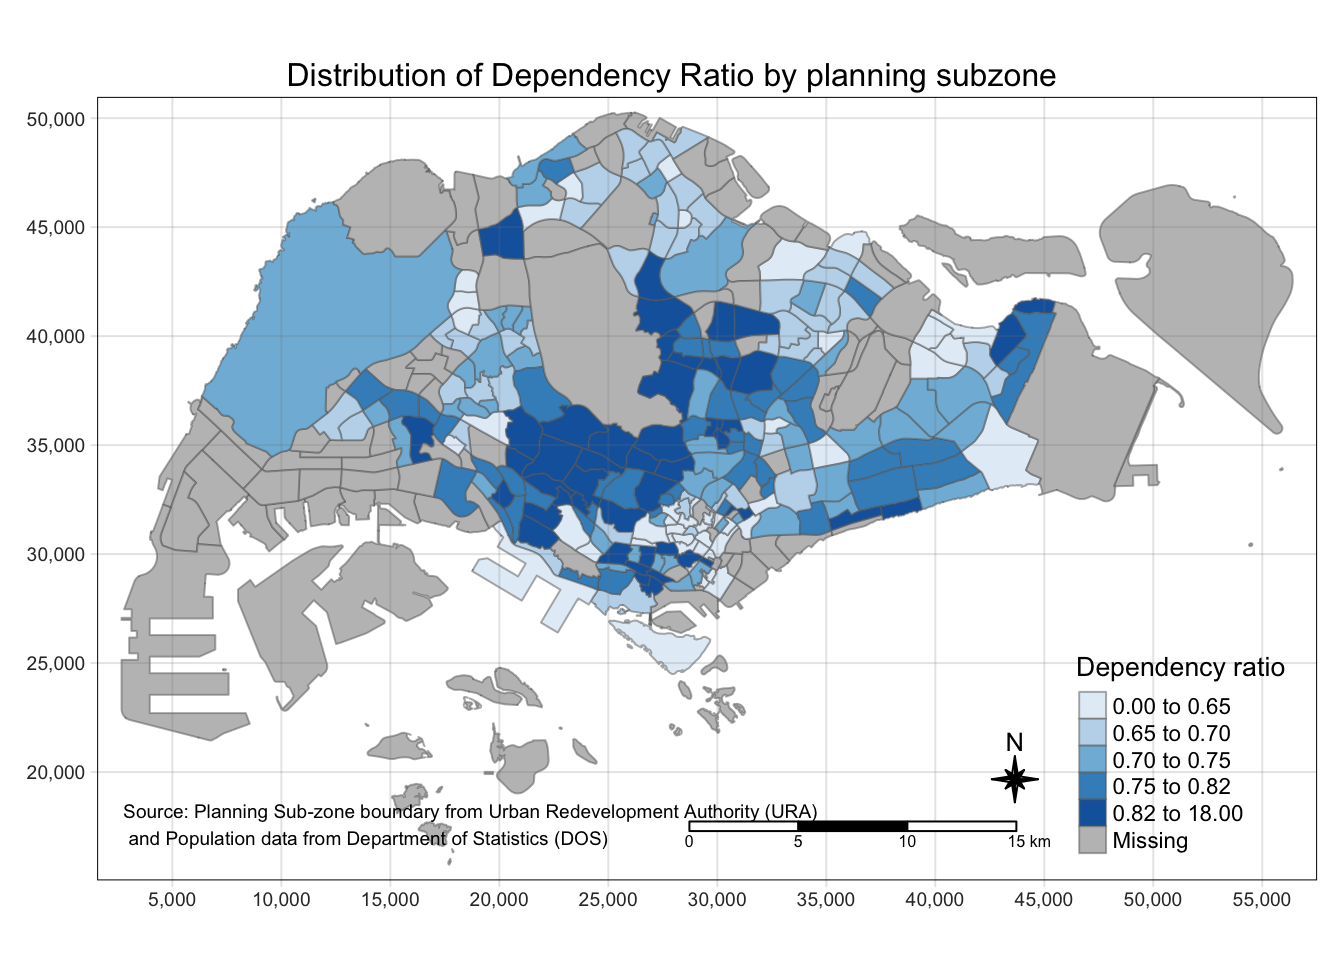 Distribution of Dependency Ratio by planning subzone
50,000
45,000
40,000
35,000
30,000
25,000
20,000
Dependency ratio
0.00 to 0.65
0.65 to 0.70
0.70 to 0.75
0.75 to 0.82
0.82 to 18.00
Missing
N
Source: Planning Sub-zone boundary from Urban Redevelopment Authority (URA)
and Population data from Department of Statistics (DOS)
0 5 10 15 km
5,000 10,000 15,000 20,000 25,000 30,000 35,000 40,000 45,000 50,000 55,000